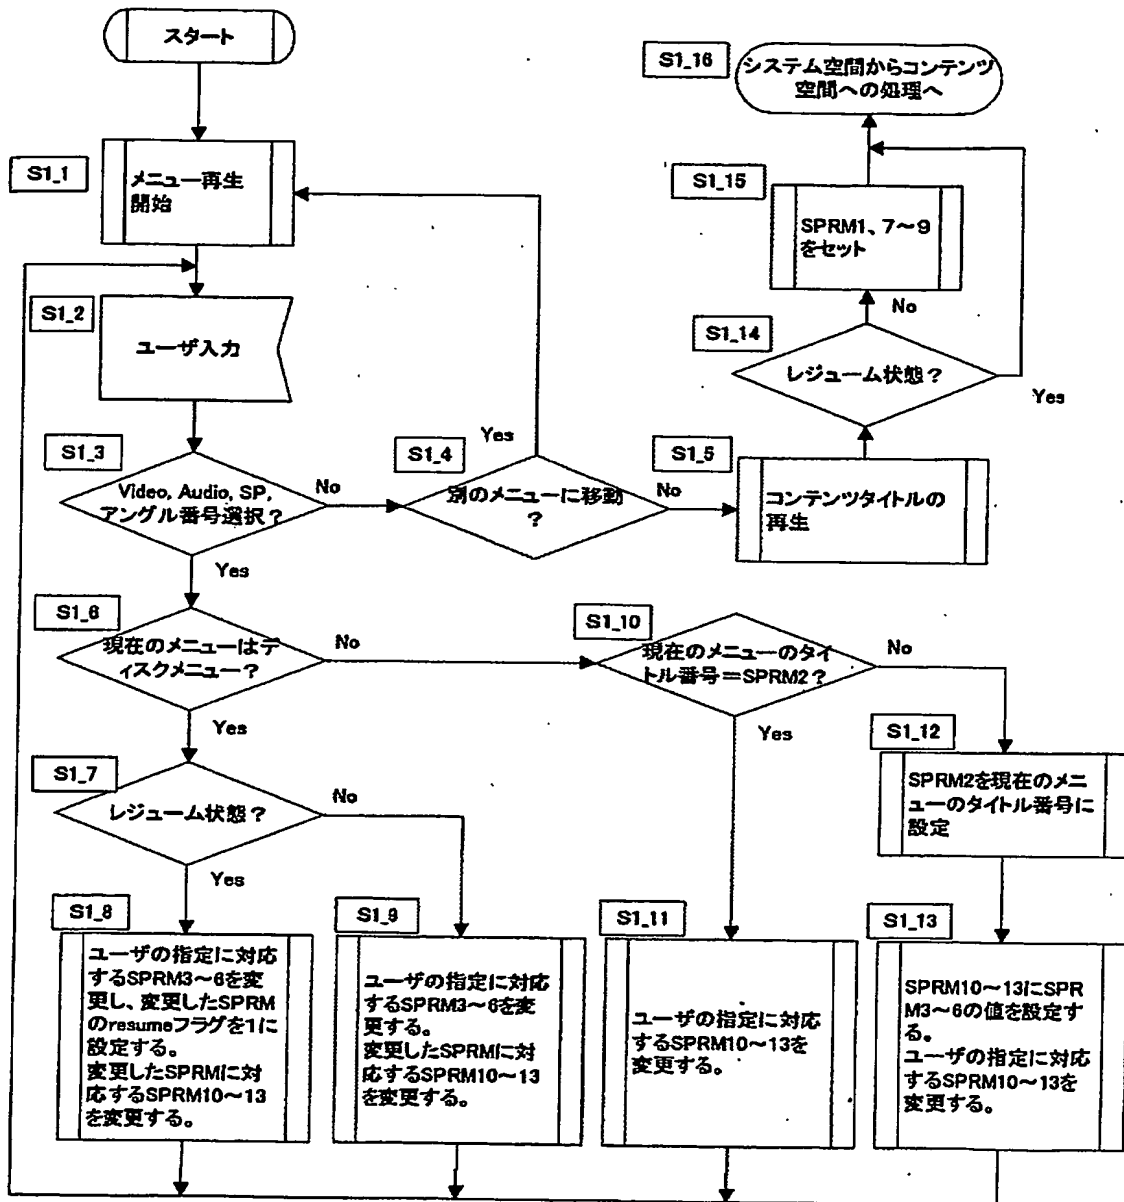 スタート
S1_1
メニュー再生
開始
S1_2
ユーザ入力
S1_3
Video, Audio, SP,
アングル番号選択？
No
Yes
S1_4
別のメニューに移動
？
Yes
No
S1_5
コンテンツタイトルの
再生
S1_14
レジューム状態？
No
Yes
S1_15
SPRM1、7～9
をセット
S1_16
システム空間からコンテンツ
空間への処理へ
S1_6
現在のメニューはデ
ィスクメニュー？
No
Yes
S1_7
レジューム状態？
No
Yes
S1_8
ユーザの指定に対応
するSPRM3～6を変
更し、変更したSPRM
のresumeフラグを1に
設定する。
変更したSPRMに対
応するSPRM10～13
を変更する。
S1_9
ユーザの指定に対応
するSPRM3～6を変
更する。
変更したSPRMに対
応するSPRM10～13
を変更する。
S1_10
現在のメニューのタイ
トル番号＝SPRM2？
No
Yes
S1_11
ユーザの指定に対応
するSPRM10～13を
変更する。
S1_12
SPRM2を現在のメニ
ューのタイトル番号に
設定
S1_13
SPRM10～13にSPR
M3～6の値を設定す
る。
ユーザの指定に対応
するSPRM10～13を
変更する。